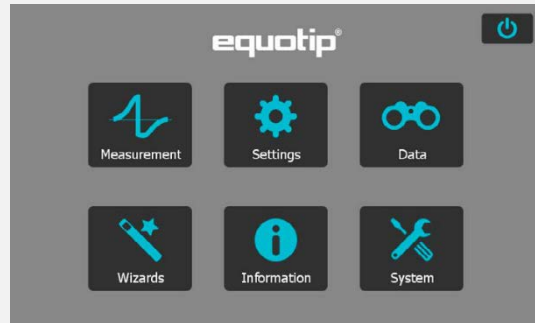 equotip®
Measurement
Settings
Data
Wizards
Information
System